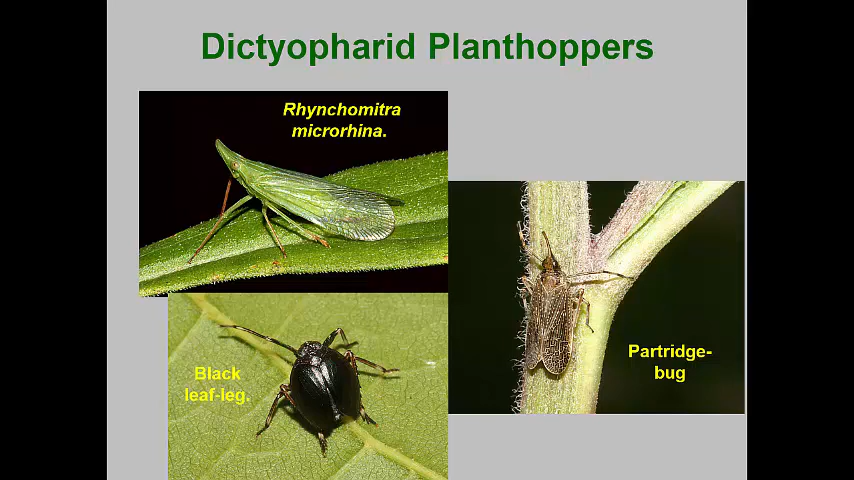 Dictyopharid Planthoppers
Rhynchomitra
microrhina.
Partridge-
bug
Black
leaf-leg.